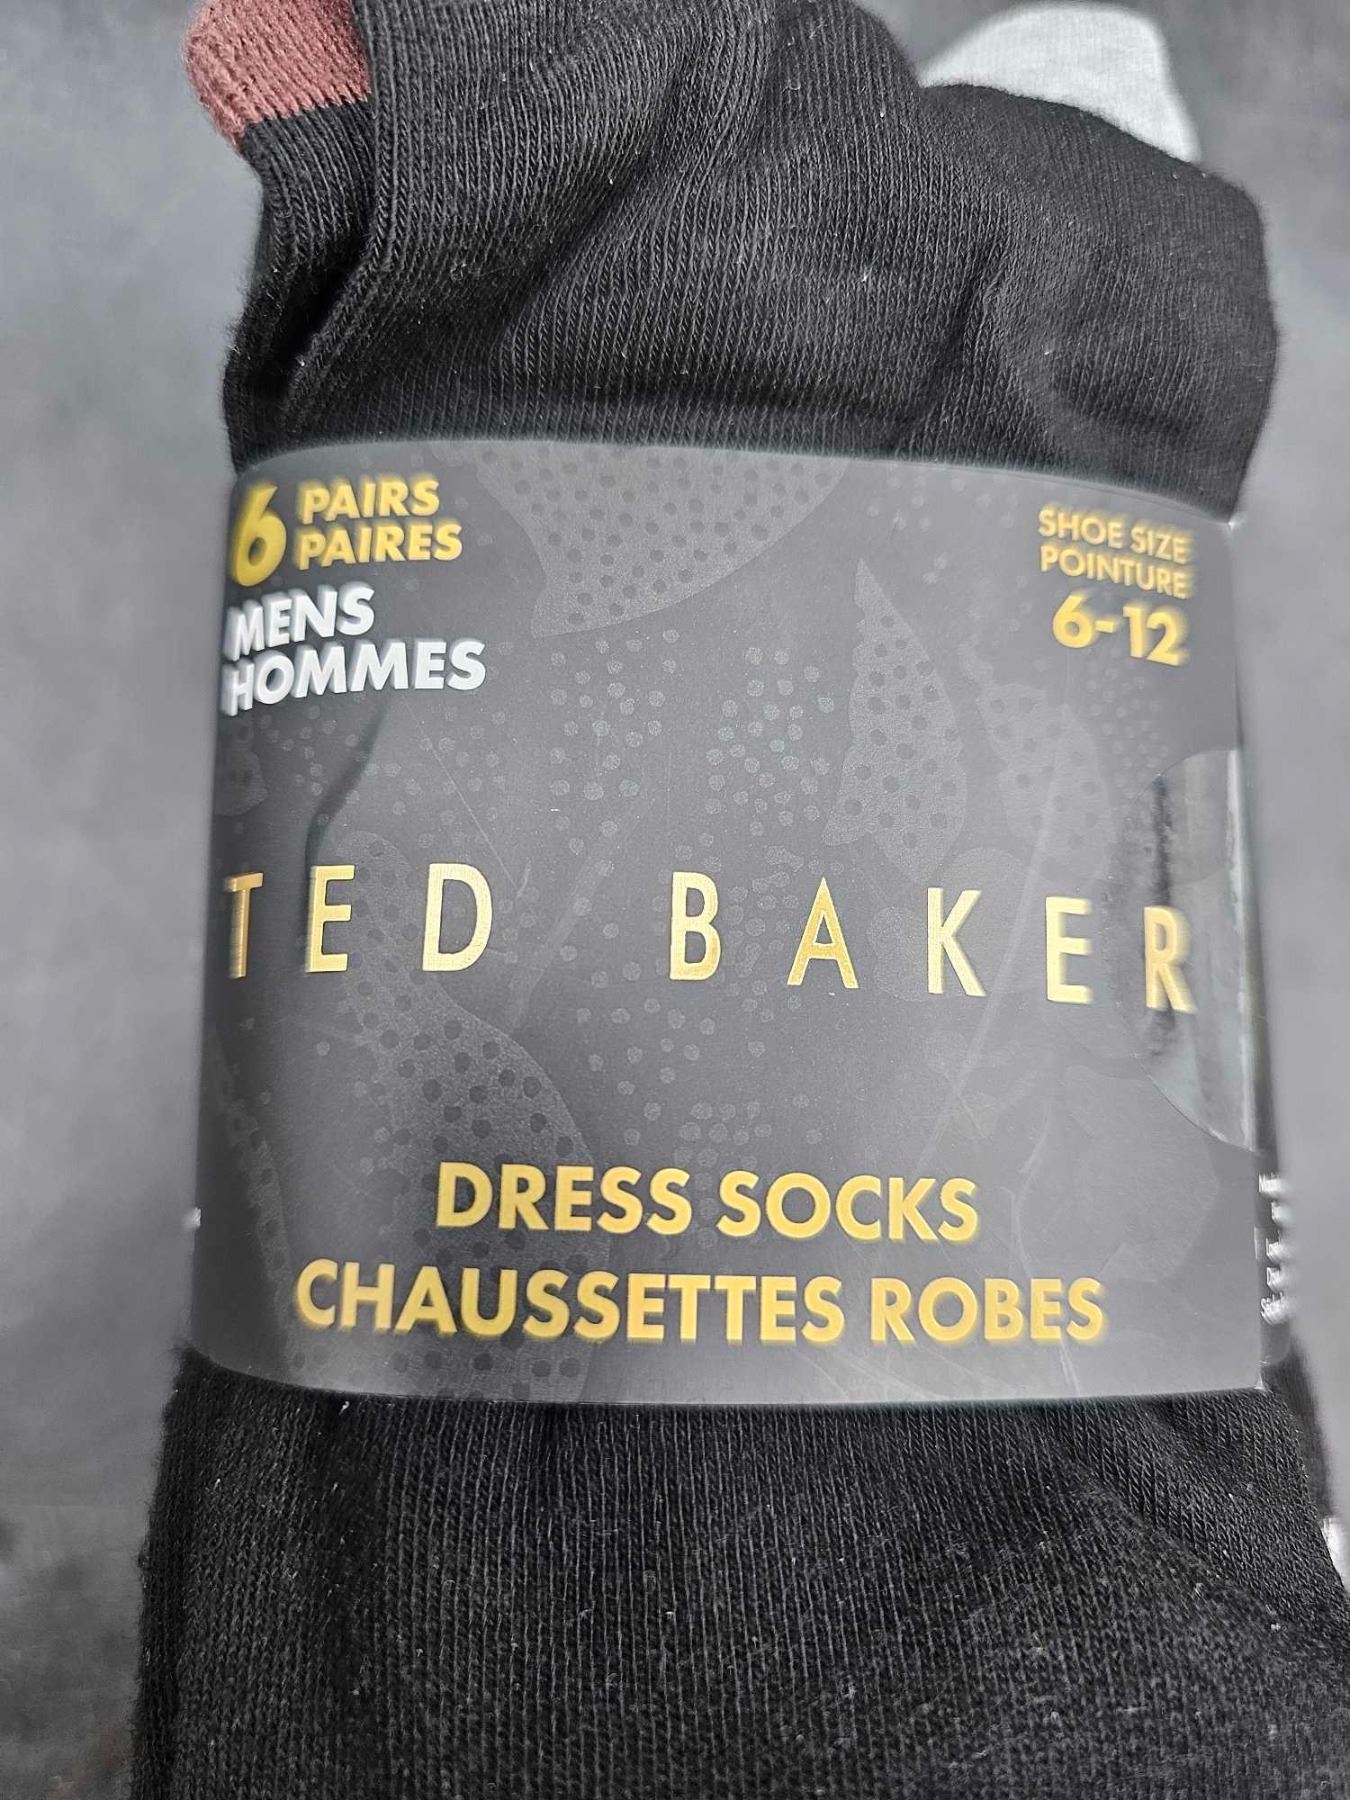 6 PAIRS
PAIRES
MENS
HOMMES
SHOE SIZE
POINTURE
6-12
TED BAKER
DRESS SOCKS
CHAUSSETTES ROBES